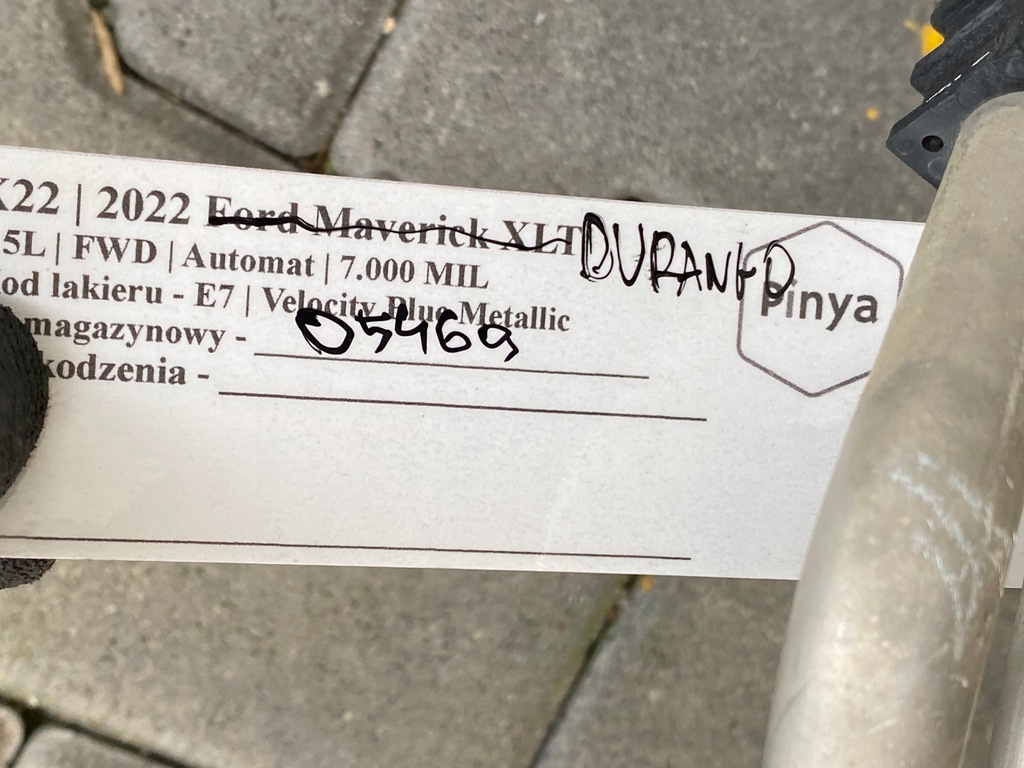 K22 | 2022 Ford Maverick XLT DURANGO
5L | FWD | Automat | 7.000 MIL
od lakieru - E7 | Velocity Blue Metallic
magazynowy - 05469
kodzenia -
Pinya